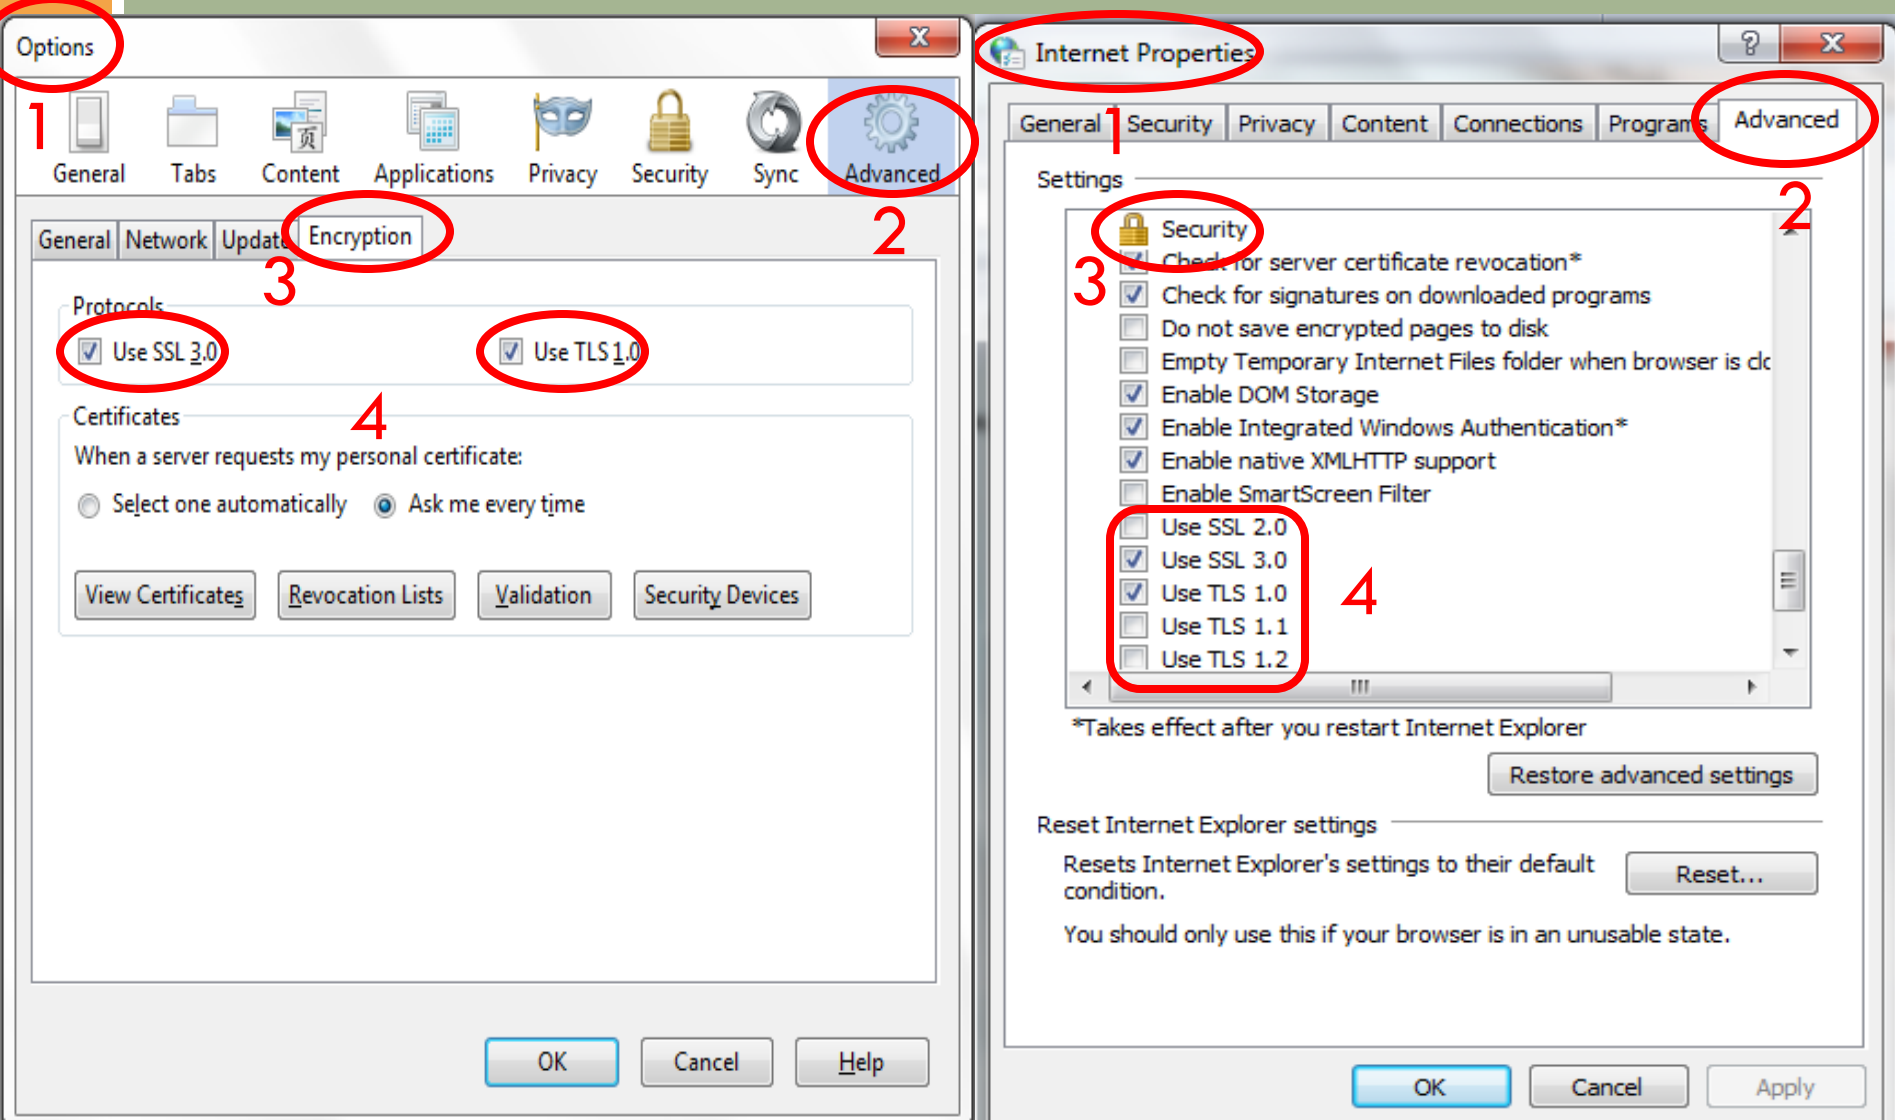 Options
1
General Tabs Content Applications Privacy Security Sync Advanced
页
2
General Network Update Encryption
3
Protocols
Use SSL 3.0 Use TLS 1.0
4
Certificates
When a server requests my personal certificate:
Select one automatically Ask me every time
View Certificates Revocation Lists Validation Security Devices
OK Cancel Help
Internet Properties
1
General Security Privacy Content Connections Programs Advanced
2
Settings
Security
3
Check for server certificate revocation*
Check for signatures on downloaded programs
Do not save encrypted pages to disk
Empty Temporary Internet Files folder when browser is clo
Enable DOM Storage
Enable Integrated Windows Authentication*
Enable native XMLHTTP support
Enable SmartScreen Filter
Use SSL 2.0
Use SSL 3.0
Use TLS 1.0
4
Use TLS 1.1
Use TLS 1.2
*Takes effect after you restart Internet Explorer
Restore advanced settings
Reset Internet Explorer settings
Resets Internet Explorer's settings to their default
condition.
Reset...
You should only use this if your browser is in an unusable state.
OK Cancel Apply